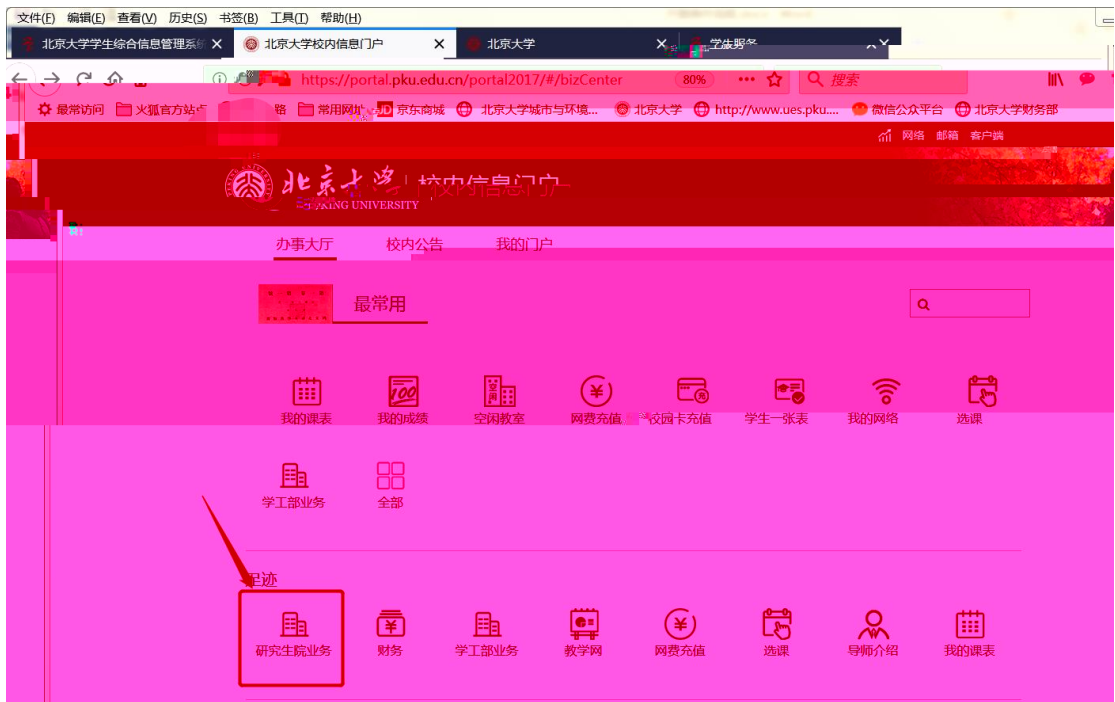 文件(F) 编辑(E) 查看(V) 历史(S) 书签(B) 工具(T) 帮助(H)
北京大学学生综合信息管理系统 北京大学校内信息门户 北京大学 学生服务
https://portal.pku.edu.cn/portal2017/#/bizCenter 80% 搜索
最常访问 火狐官方站点 常用网址 JD 京东商城 北京大学城市与环境... 北京大学 http://www.ues.pku.... 微信公众平台 北京大学财务部
网络 邮箱 客户端
北京大学 校内信息门户
PEKING UNIVERSITY
办事大厅 校内公告 我的门户
最常用
我的课表 我的成绩 空闲教室 网费充值 校园卡充值 学生一张表 我的网络 选课
学工部业务 全部
足迹
研究生院业务 财务 学工部业务 教学网 网费充值 选课 导师介绍 我的课表